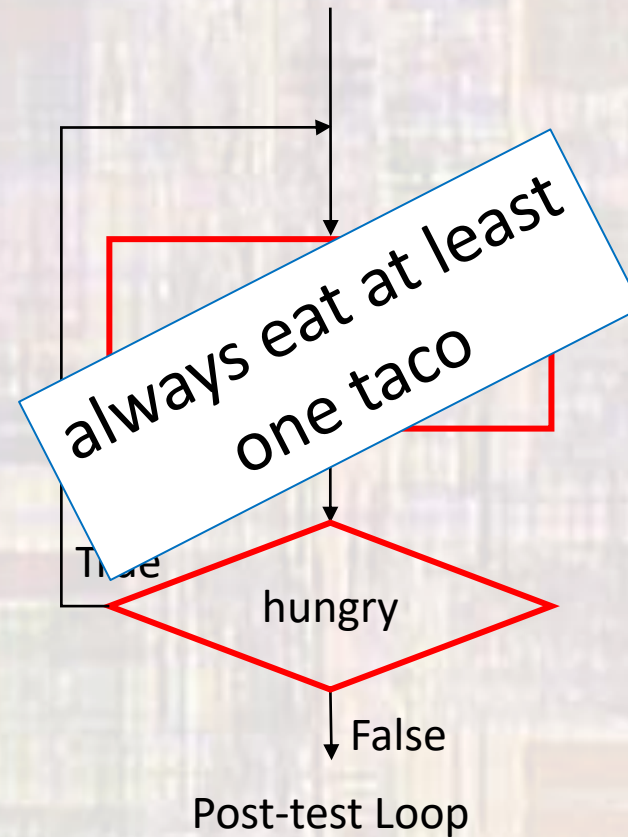 always eat at least
one taco
True
hungry
False
Post-test Loop